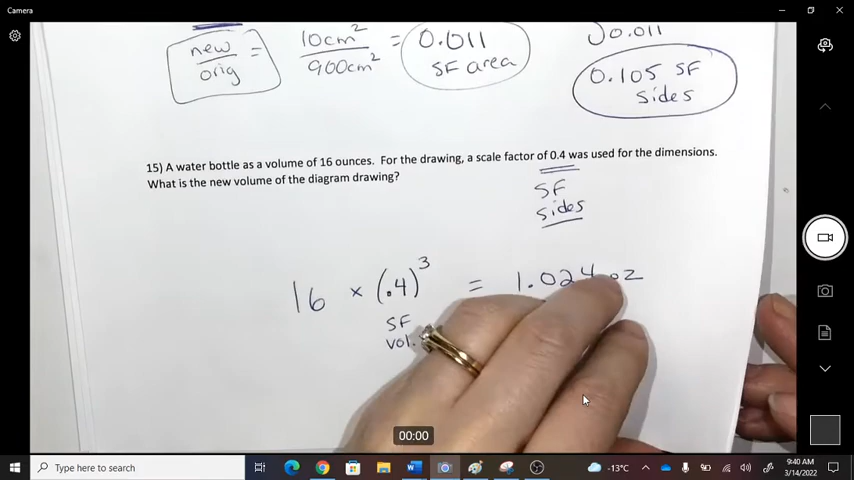 Camera
new
orig
=
10cm²
900cm²
= 0.011
SF area
√0.011
0.105 SF
sides
15) A water bottle as a volume of 16 ounces. For the drawing, a scale factor of 0.4 was used for the dimensions.
What is the new volume of the diagram drawing?
SF
sides
16 × (.4)³ = 1.024 oz
SF
vol.
00:00
Type here to search
-13°C
9:40 AM
3/14/2022